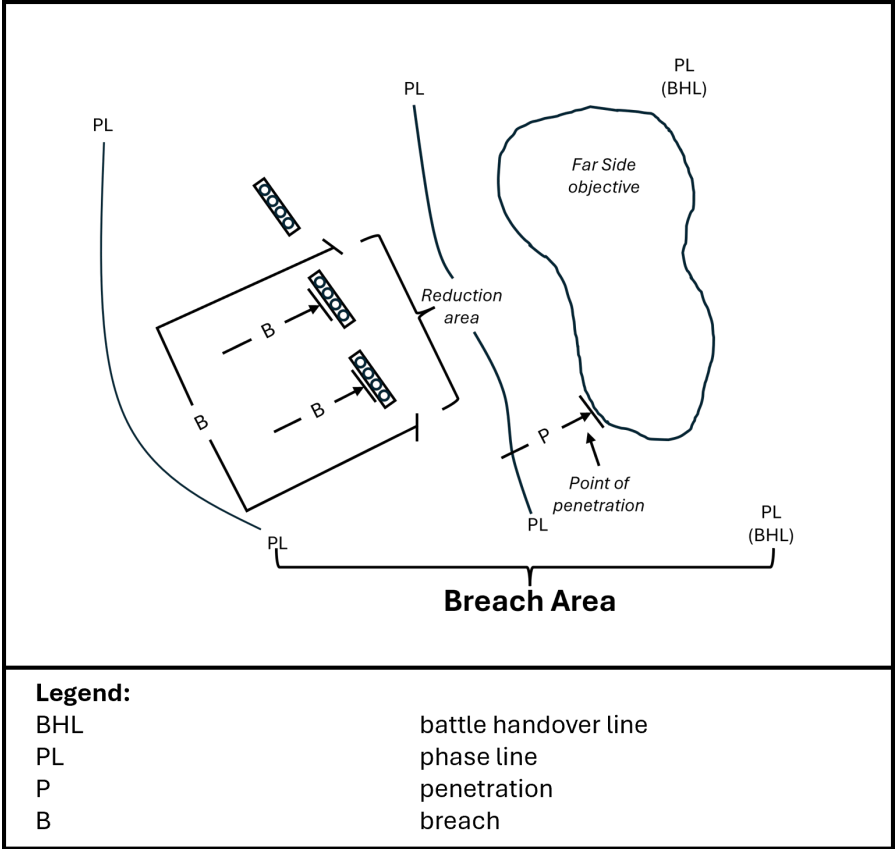 PL
(BHL)
PL
PL
Far Side
objective
Reduction
area
B
B
B
P
Point of
penetration
PL
(BHL)
PL
PL
Breach Area
Legend:
BHL battle handover line
PL phase line
P penetration
B breach